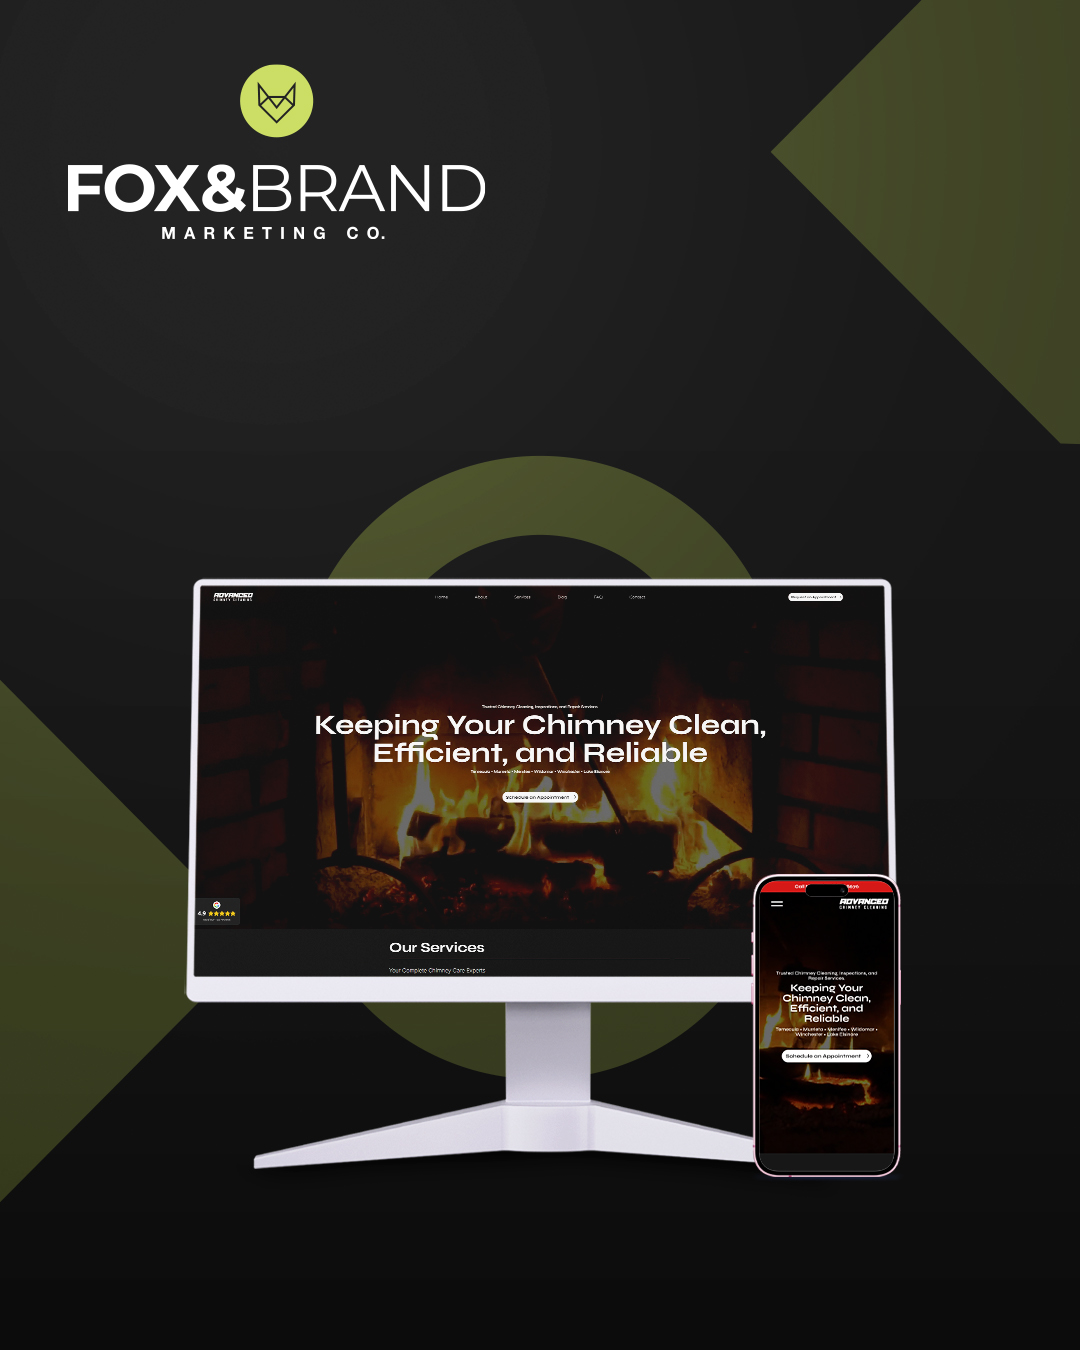 FOX&BRAND
MARKETING CO.
ADVANCED
CHIMNEY CLEANING
Home About Services Blog FAQ Contact
Request an Appointment
Trusted Chimney Cleaning, Inspections, and Repair Services
Keeping Your Chimney Clean,
Efficient, and Reliable
Temecula • Murrieta • Menifee • Wildomar • Winchester • Lake Elsinore
Schedule an Appointment
4.9
Our Services
Your Complete Chimney Care Experts
Call
ADVANCED
CHIMNEY CLEANING
Trusted Chimney Cleaning, Inspections, and
Repair Services.
Keeping Your
Chimney Clean,
Efficient, and
Reliable
Temecula • Murrieta • Menifee • Wildomar •
Winchester • Lake Elsinore
Schedule an Appointment